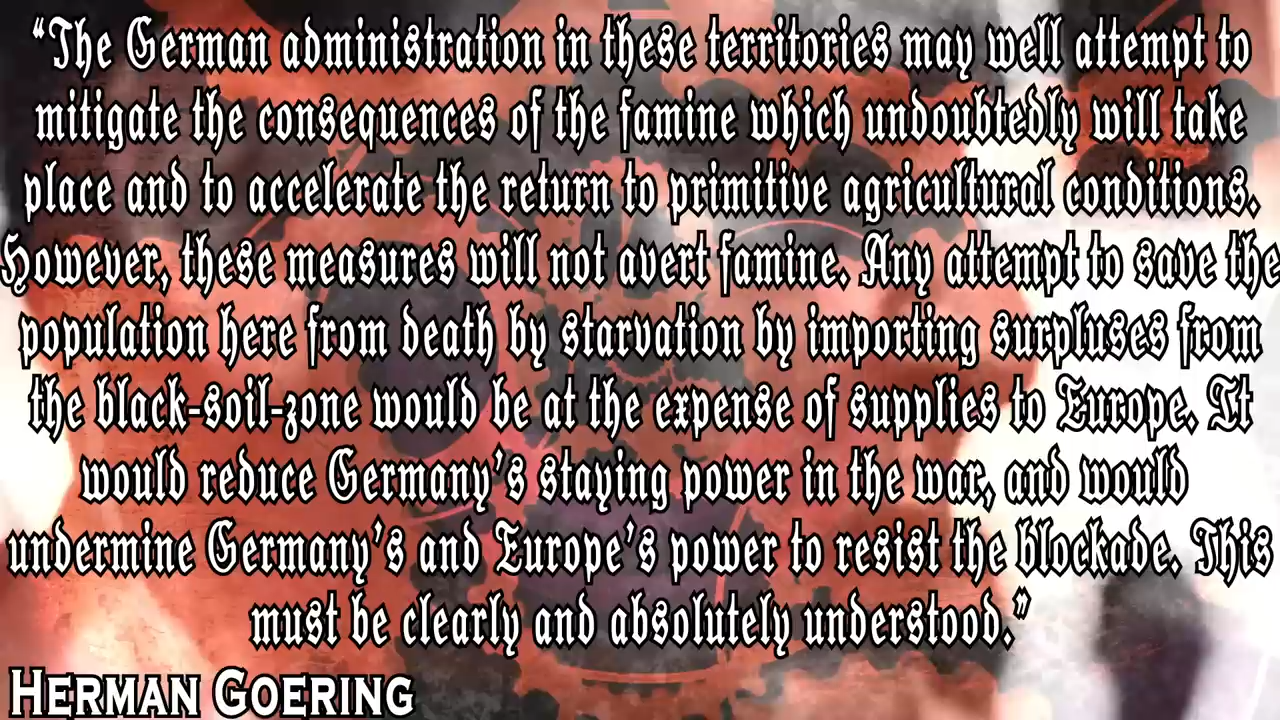 “The German administration in these territories may well attempt to
mitigate the consequences of the famine which undoubtedly will take
place and to accelerate the return to primitive agricultural conditions.
However, these measures will not avert famine. Any attempt to save the
population here from death by starvation by importing surpluses from
the black-soil-zone would be at the expense of supplies to Europe. It
would reduce Germany’s staying power in the war, and would
undermine Germany’s and Europe’s power to resist the blockade. This
must be clearly and absolutely understood.”
HERMAN GOERING